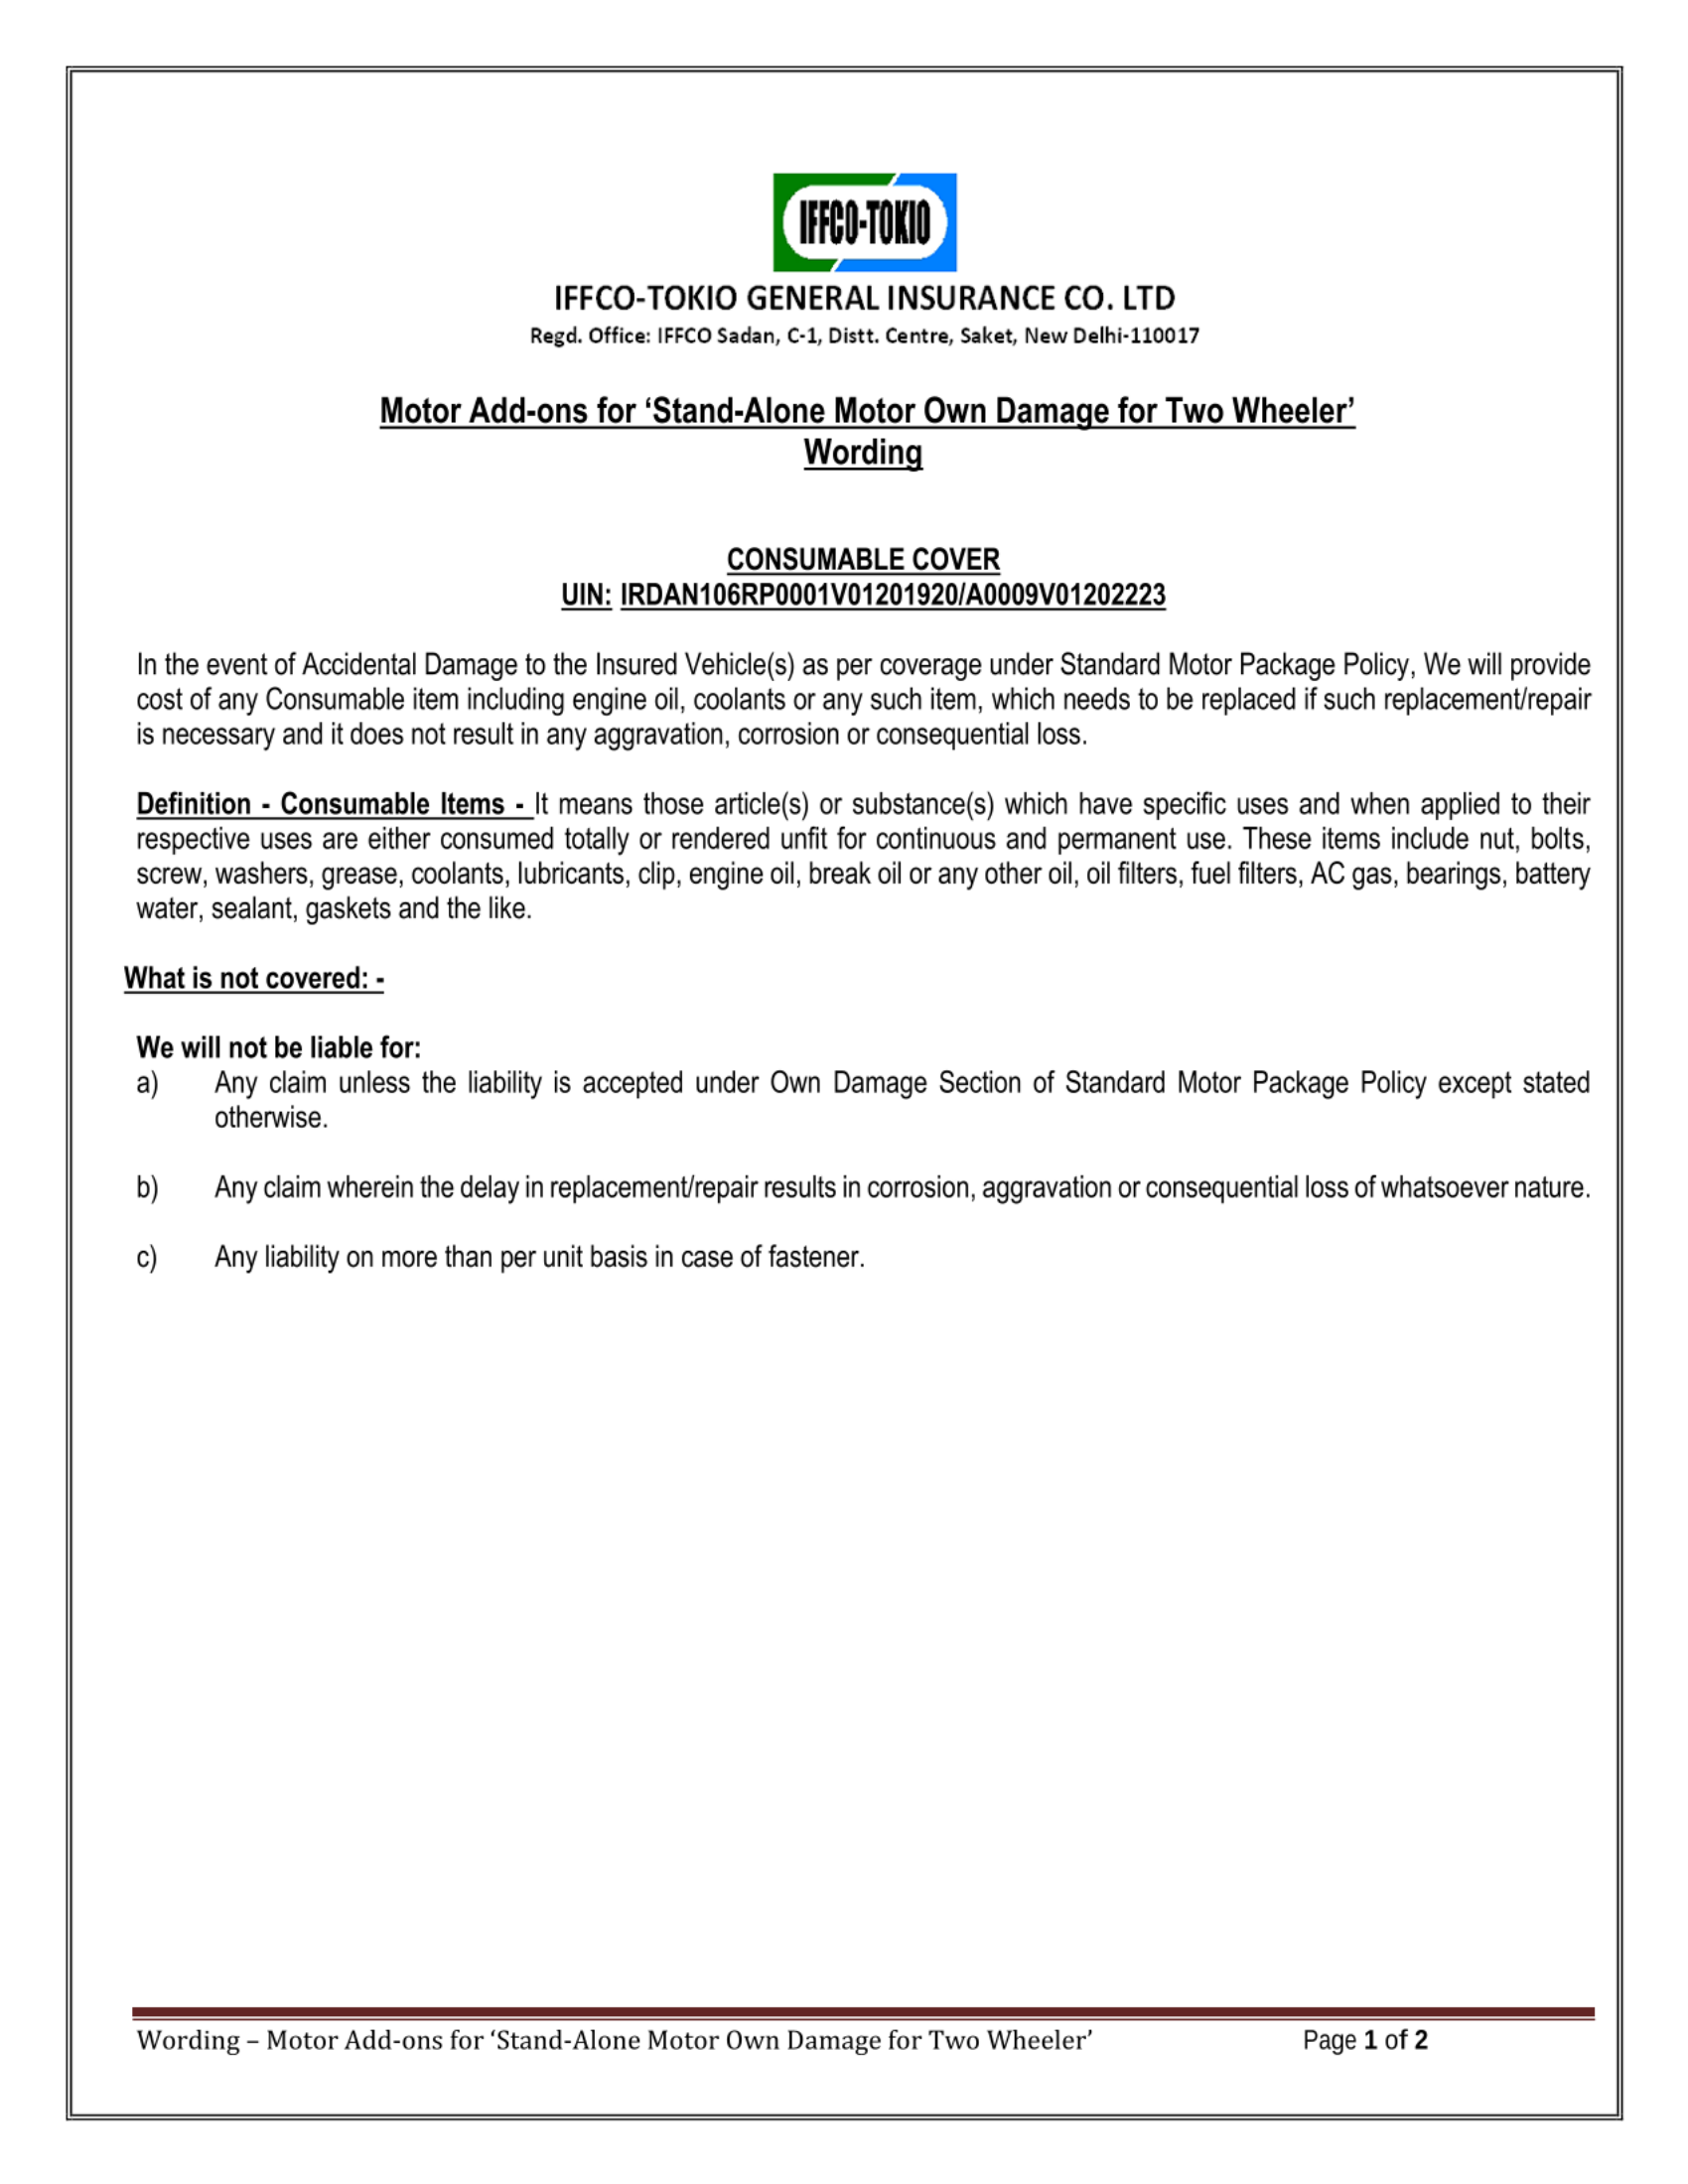 IFFCO-TOKIO
IFFCO-TOKIO GENERAL INSURANCE CO. LTD
Regd. Office: IFFCO Sadan, C-1, Distt. Centre, Saket, New Delhi-110017
Motor Add-ons for ‘Stand-Alone Motor Own Damage for Two Wheeler’
Wording
CONSUMABLE COVER
UIN: IRDAN106RP0001V01201920/A0009V01202223
In the event of Accidental Damage to the Insured Vehicle(s) as per coverage under Standard Motor Package Policy, We will provide
cost of any Consumable item including engine oil, coolants or any such item, which needs to be replaced if such replacement/repair
is necessary and it does not result in any aggravation, corrosion or consequential loss.
Definition - Consumable Items - It means those article(s) or substance(s) which have specific uses and when applied to their
respective uses are either consumed totally or rendered unfit for continuous and permanent use. These items include nut, bolts,
screw, washers, grease, coolants, lubricants, clip, engine oil, break oil or any other oil, oil filters, fuel filters, AC gas, bearings, battery
water, sealant, gaskets and the like.
What is not covered: -
We will not be liable for:
a) Any claim unless the liability is accepted under Own Damage Section of Standard Motor Package Policy except stated
otherwise.
b) Any claim wherein the delay in replacement/repair results in corrosion, aggravation or consequential loss of whatsoever nature.
c) Any liability on more than per unit basis in case of fastener.
Wording – Motor Add-ons for ‘Stand-Alone Motor Own Damage for Two Wheeler’ Page 1 of 2